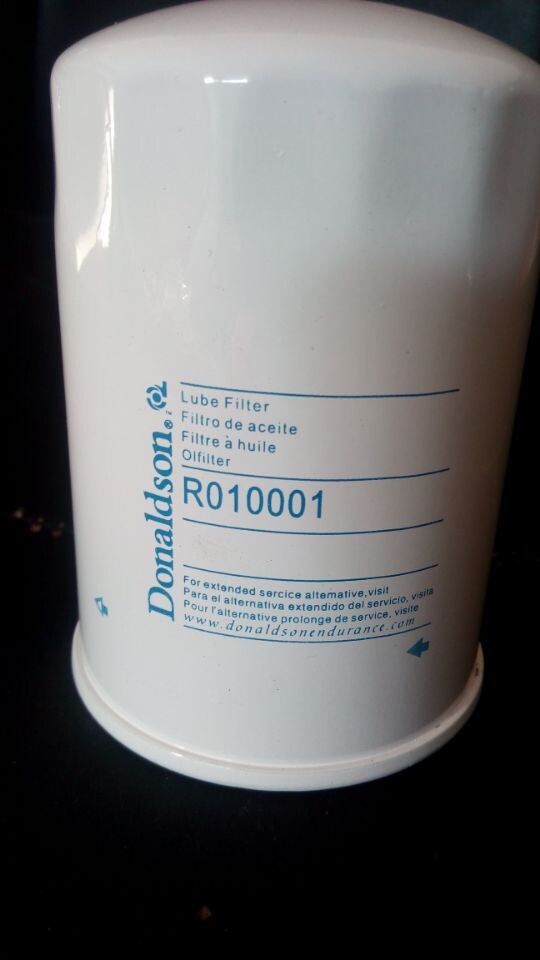 Donaldson®
Lube Filter
Filtro de aceite
Filtre à huile
Olfilter
R010001
For extended sercice altemative,visit
Para el alternativa extendido del servicio, visita
Pour l'alternative prolonge de service, visite
www.donaldsonendurance.com